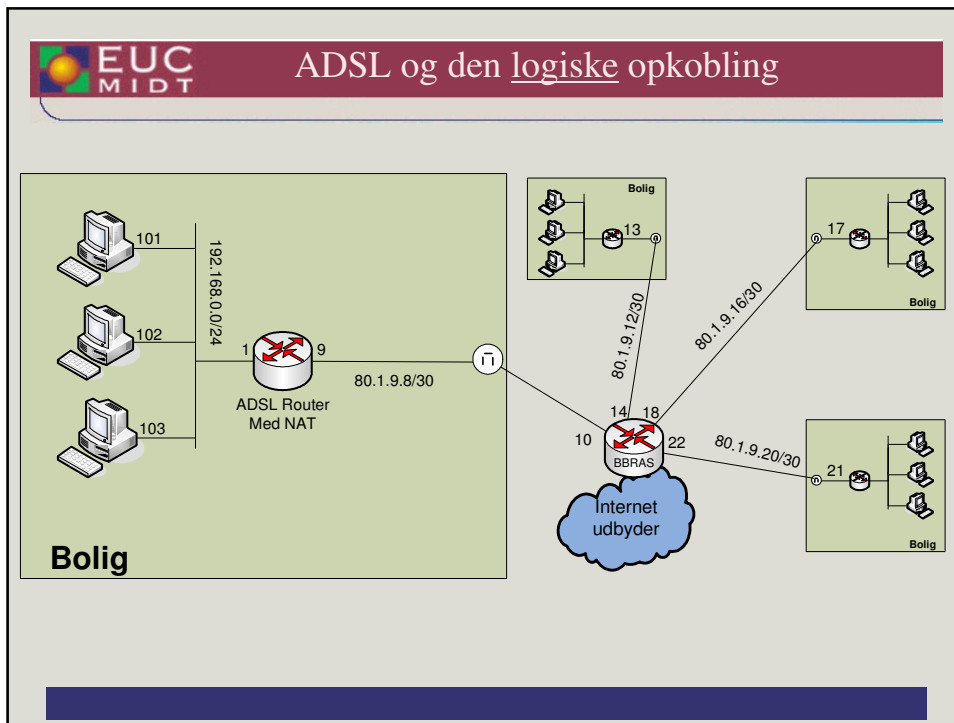 EUC
MIDT
ADSL og den logiske opkobling
101
102
103
192.168.0.0/24
1
9
ADSL Router
Med NAT
80.1.9.8/30
Bolig
Bolig
13
80.1.9.12/30
17
Bolig
80.1.9.16/30
14
18
10
22
BBRAS
80.1.9.20/30
21
Bolig
Internet
udbyder